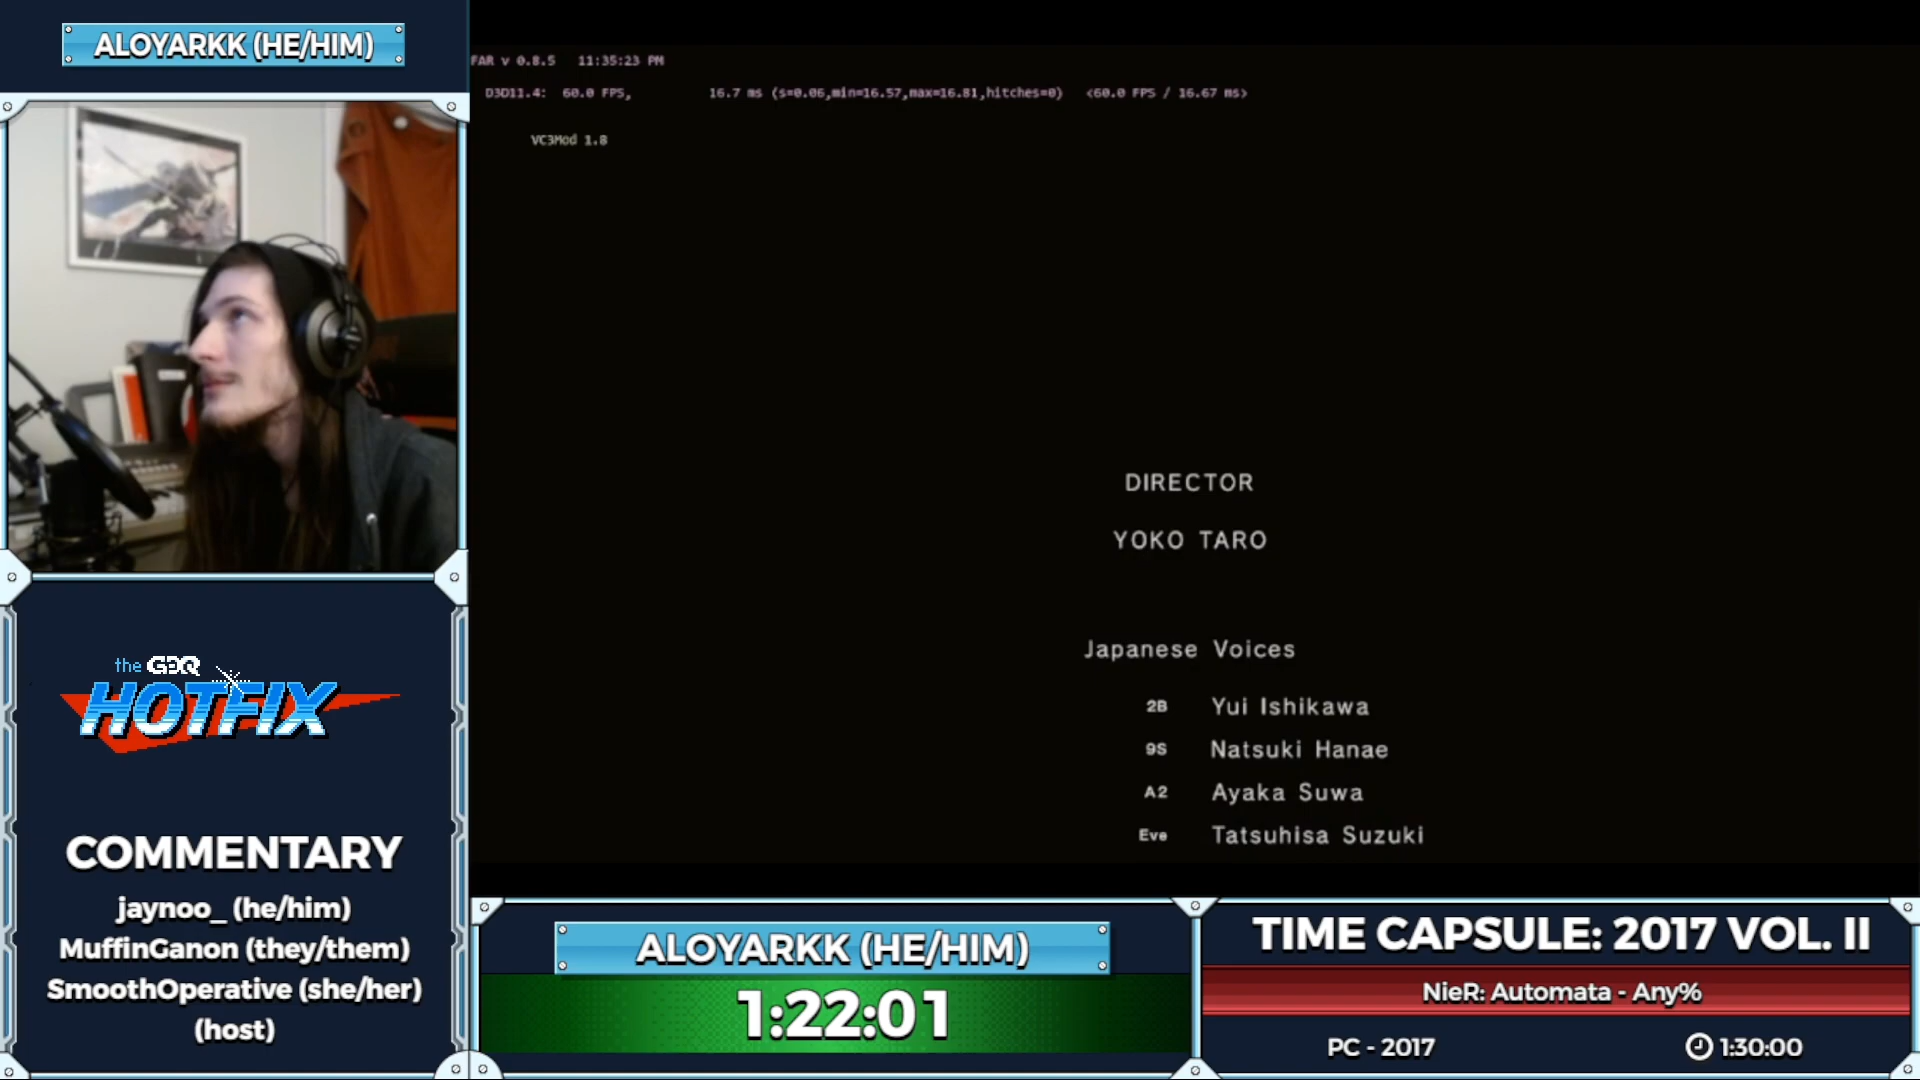 ALOYARKK (HE/HIM)
FAR v 0.8.5 11:35:23 PM
D3D11.4: 60.0 FPS, 16.7 ms (s=0.06,min=16.57,max=16.81,hitches=0) <60.0 FPS / 16.67 ms>
VC3Mod 1.8
DIRECTOR
YOKO TARO
Japanese Voices
2B Yui Ishikawa
9S Natsuki Hanae
A2 Ayaka Suwa
Eve Tatsuhisa Suzuki
the GDQ
HOTFIX
COMMENTARY
jaynoo_ (he/him)
MuffinGanon (they/them)
SmoothOperative (she/her)
(host)
ALOYARKK (HE/HIM)
1:22:01
TIME CAPSULE: 2017 VOL. II
NieR: Automata - Any%
PC - 2017 1:30:00